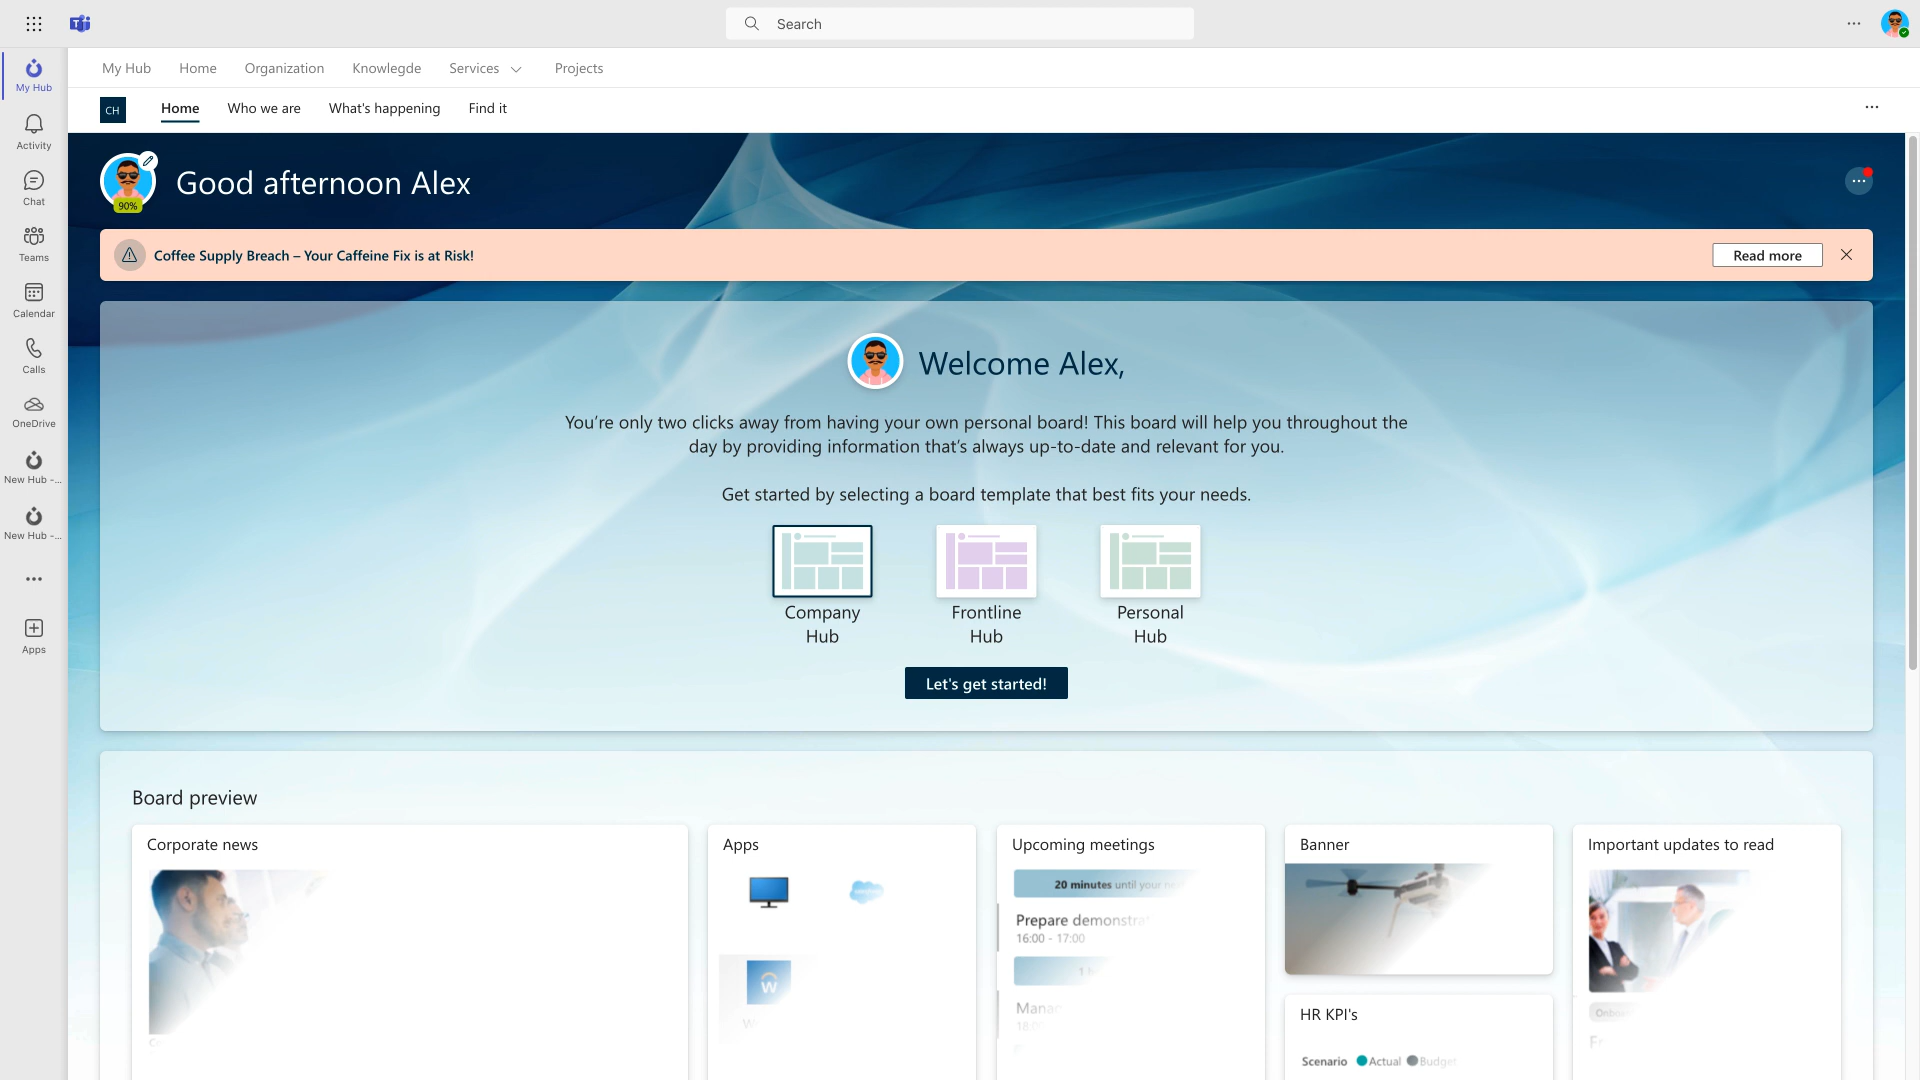 Search
My Hub
Home
Organization
Knowlegde
Services
Projects
CH
Home
Who we are
What's happening
Find it
My Hub
Activity
Chat
Teams
Calendar
Calls
OneDrive
New Hub -...
New Hub -...
Apps
90%
Good afternoon Alex
Coffee Supply Breach – Your Caffeine Fix is at Risk!
Read more
Welcome Alex,
You’re only two clicks away from having your own personal board! This board will help you throughout the
day by providing information that’s always up-to-date and relevant for you.
Get started by selecting a board template that best fits your needs.
Company
Hub
Frontline
Hub
Personal
Hub
Let's get started!
Board preview
Corporate news
Apps
W
Upcoming meetings
20 minutes until your
Prepare
16:00 - 17:00
Banner
HR KPI's
Scenario Actual Budget
Important updates to read